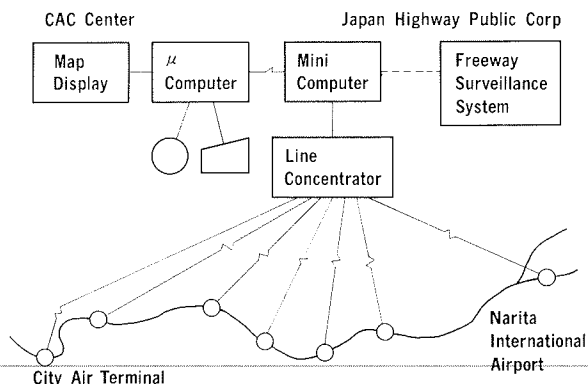 CAC Center
Japan Highway Public Corp
Map
Display
μ
Computer
Mini
Computer
Freeway
Surveillance
System
Line
Concentrator
Narita
International
Airport
City Air Terminal